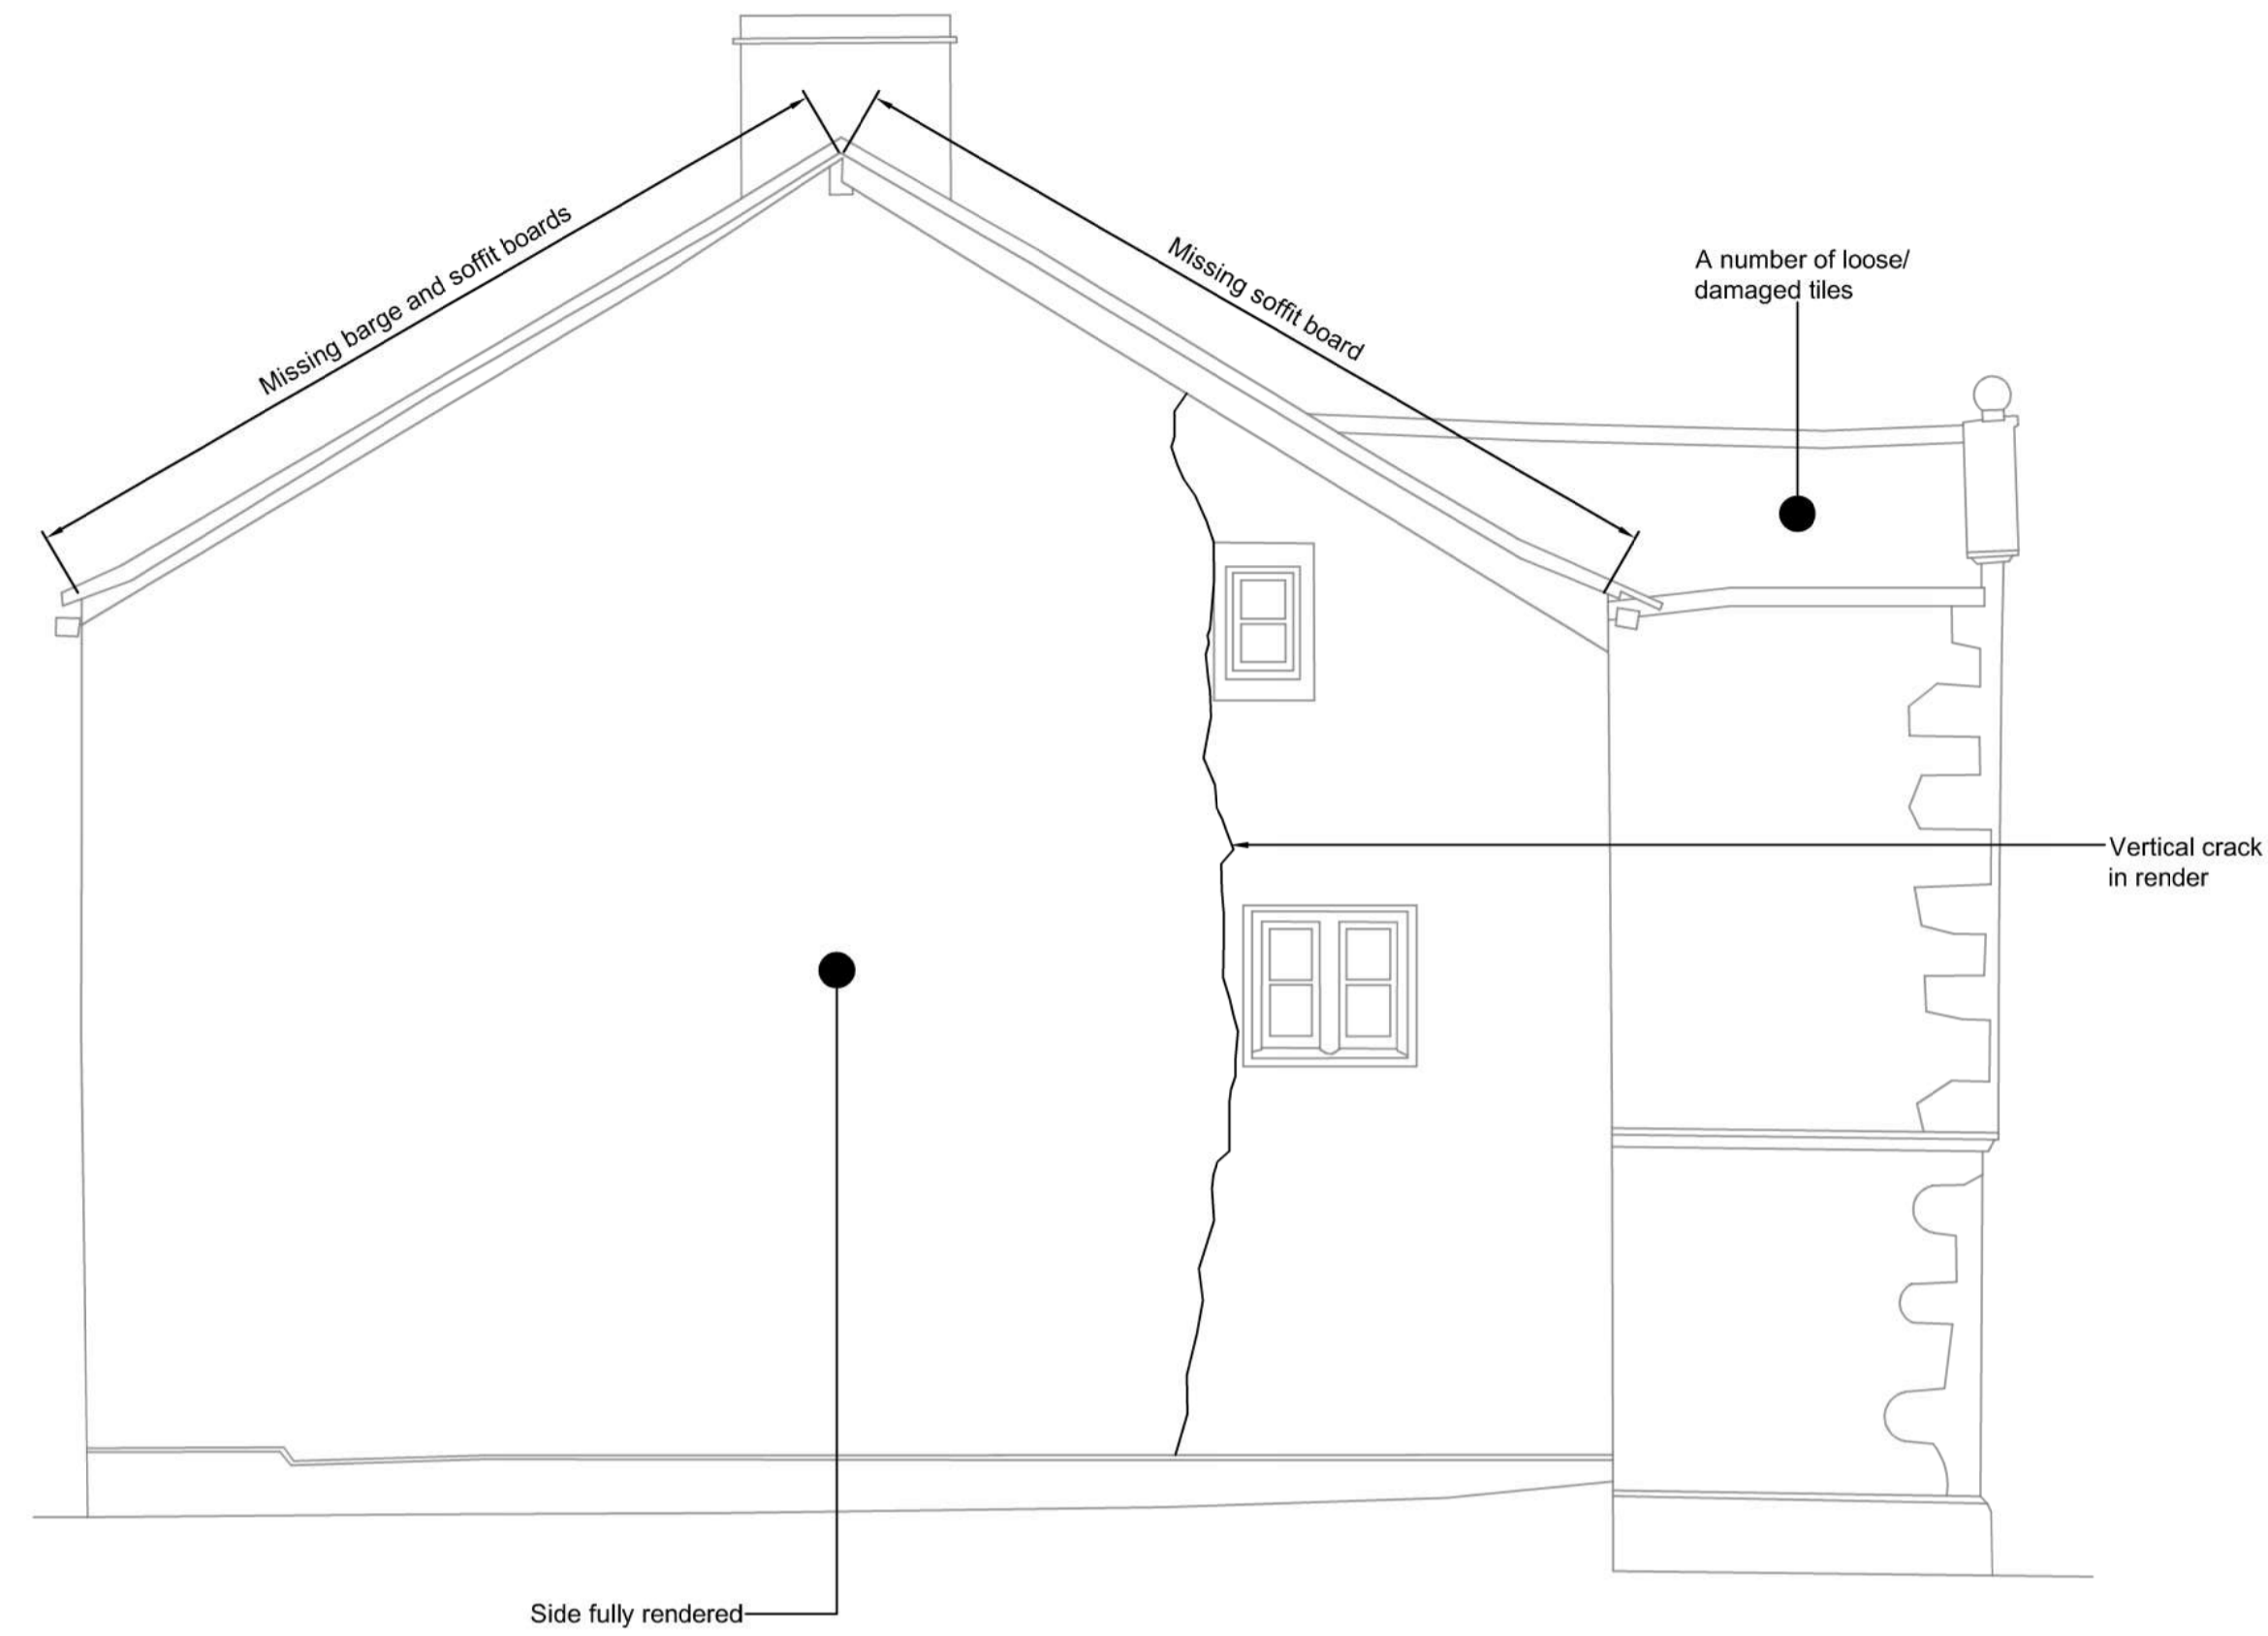 Missing barge and soffit boards
Missing soffit board
A number of loose/
damaged tiles
Vertical crack
in render
Side fully rendered